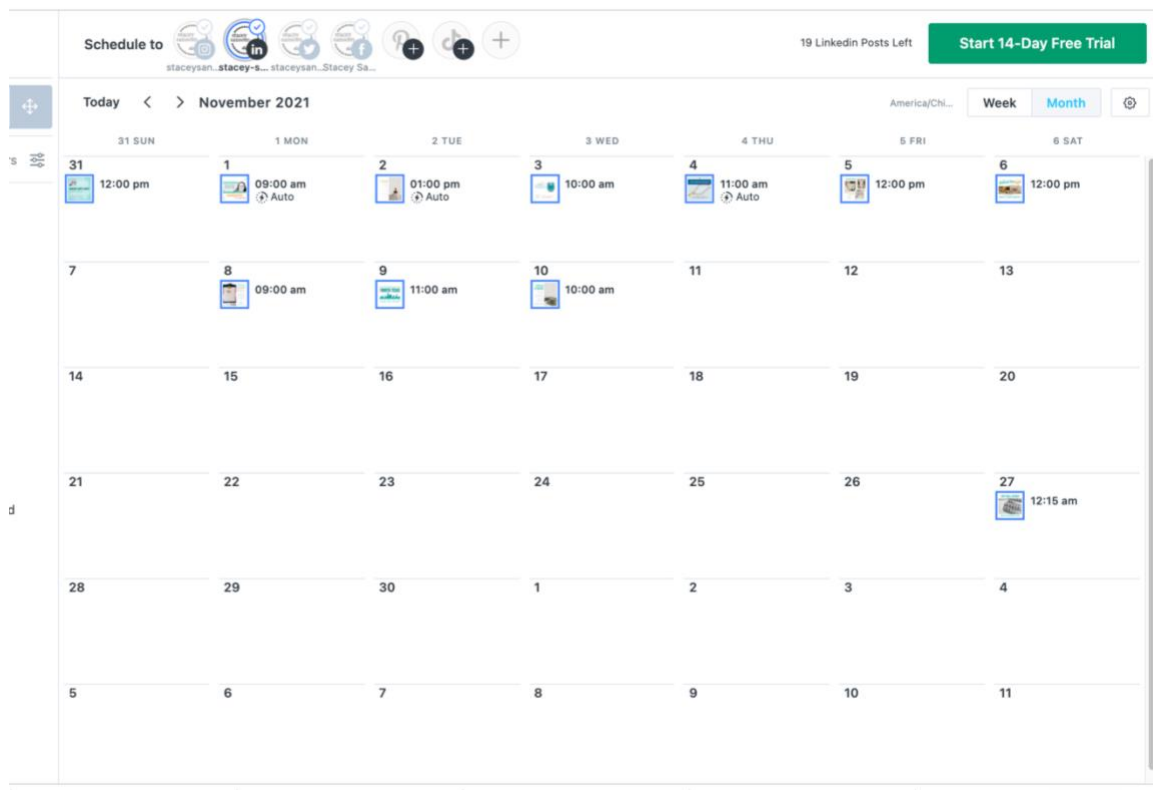 Schedule to
staceysan...
stacey-s...
staceysan...
Stacey Sa...
19 Linkedin Posts Left
Start 14-Day Free Trial
Today < > November 2021
America/Chi...
Week
Month
s
31 SUN 1 MON 2 TUE 3 WED 4 THU 5 FRI 6 SAT
31 1 2 3 4 5 6
12:00 pm 09:00 am 01:00 pm 10:00 am 11:00 am 12:00 pm 12:00 pm
Auto Auto Auto
7 8 9 10 11 12 13
09:00 am 11:00 am 10:00 am
14 15 16 17 18 19 20
21 22 23 24 25 26 27
d
12:15 am
28 29 30 1 2 3 4
5 6 7 8 9 10 11